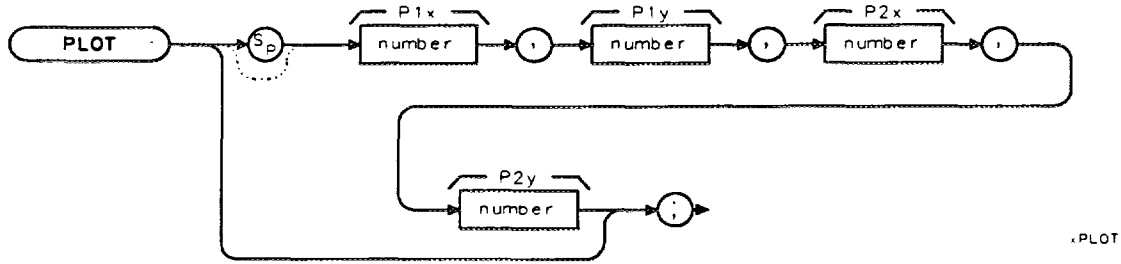 P1x P1y P2x
PLOT Sp number , number , number ,
P2y
number ;
xPLOT